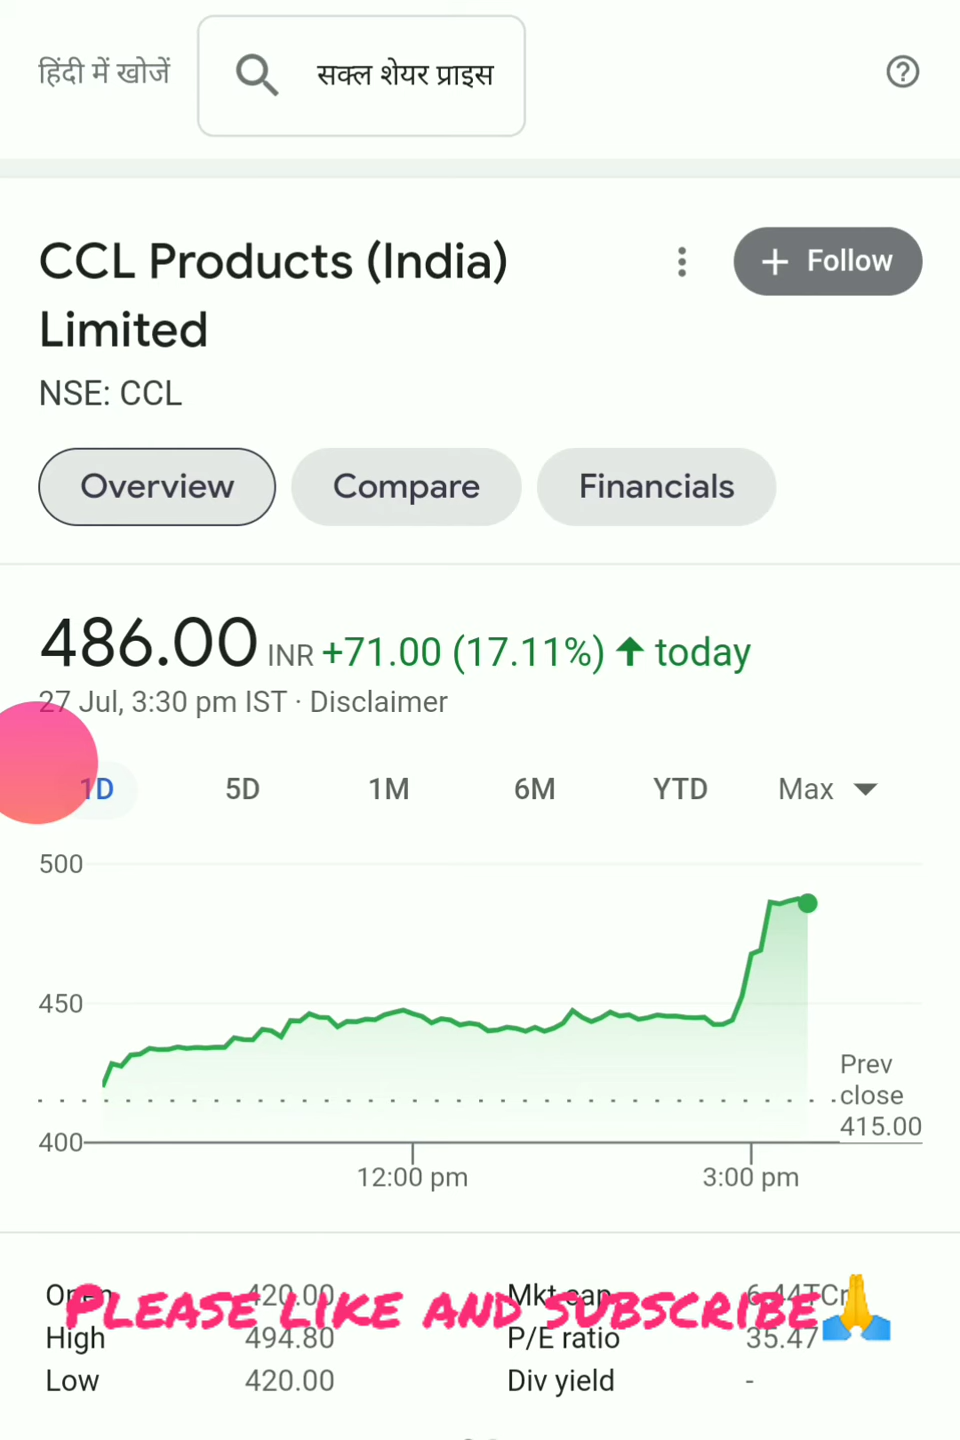 हिंदी में खोजें
सक्ल शेयर प्राइस
CCL Products (India)
Limited
+ Follow
NSE: CCL
Overview Compare Financials
486.00 INR +71.00 (17.11%) ↑ today
27 Jul, 3:30 pm IST · Disclaimer
1D 5D 1M 6M YTD Max
500
450
400
Prev
close
415.00
12:00 pm 3:00 pm
Open 420.00 Mkt cap 6.44TCr
PLEASE LIKE AND SUBSCRIBE🙏
High 494.80 P/E ratio 35.47
Low 420.00 Div yield -